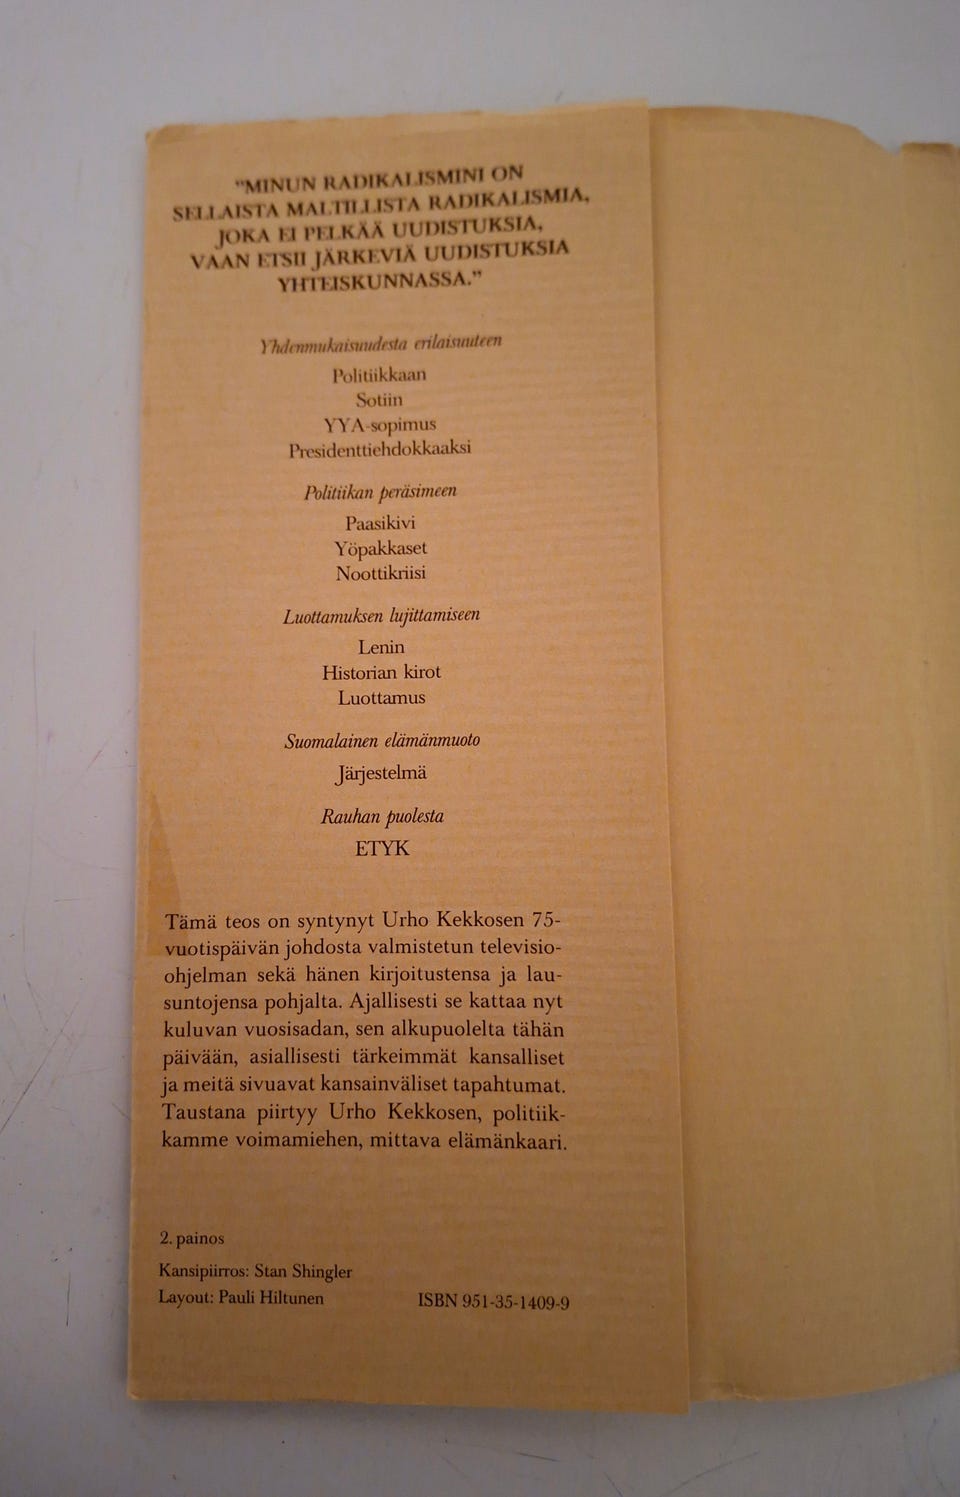 "MINUN RADIKALISMINI ON
SELLAISTA MALTILLISTA RADIKALISMIA,
JOKA EI PELKÄÄ UUDISTUKSIA,
VAAN ETSII JÄRKEVIÄ UUDISTUKSIA
YHTEISKUNNASSA."
Yhdenmukaisuudesta erilaisuuteen
Politiikkaan
Sotiin
YYA-sopimus
Presidenttiehdokkaaksi
Politiikan peräsimeen
Paasikivi
Yöpakkaset
Noottikriisi
Luottamuksen lujittamiseen
Lenin
Historian kirot
Luottamus
Suomalainen elämänmuoto
Järjestelmä
Rauhan puolesta
ETYK
Tämä teos on syntynyt Urho Kekkosen 75-
vuotispäivän johdosta valmistetun televisio-
ohjelman sekä hänen kirjoitustensa ja lau-
suntojensa pohjalta. Ajallisesti se kattaa nyt
kuluvan vuosisadan, sen alkupuolelta tähän
päivään, asiallisesti tärkeimmät kansalliset
ja meitä sivuavat kansainväliset tapahtumat.
Taustana piirtyy Urho Kekkosen, politiik-
kamme voimamiehen, mittava elämänkaari.
2. painos
Kansipiirros: Stan Shingler
Layout: Pauli Hiltunen
ISBN 951-35-1409-9